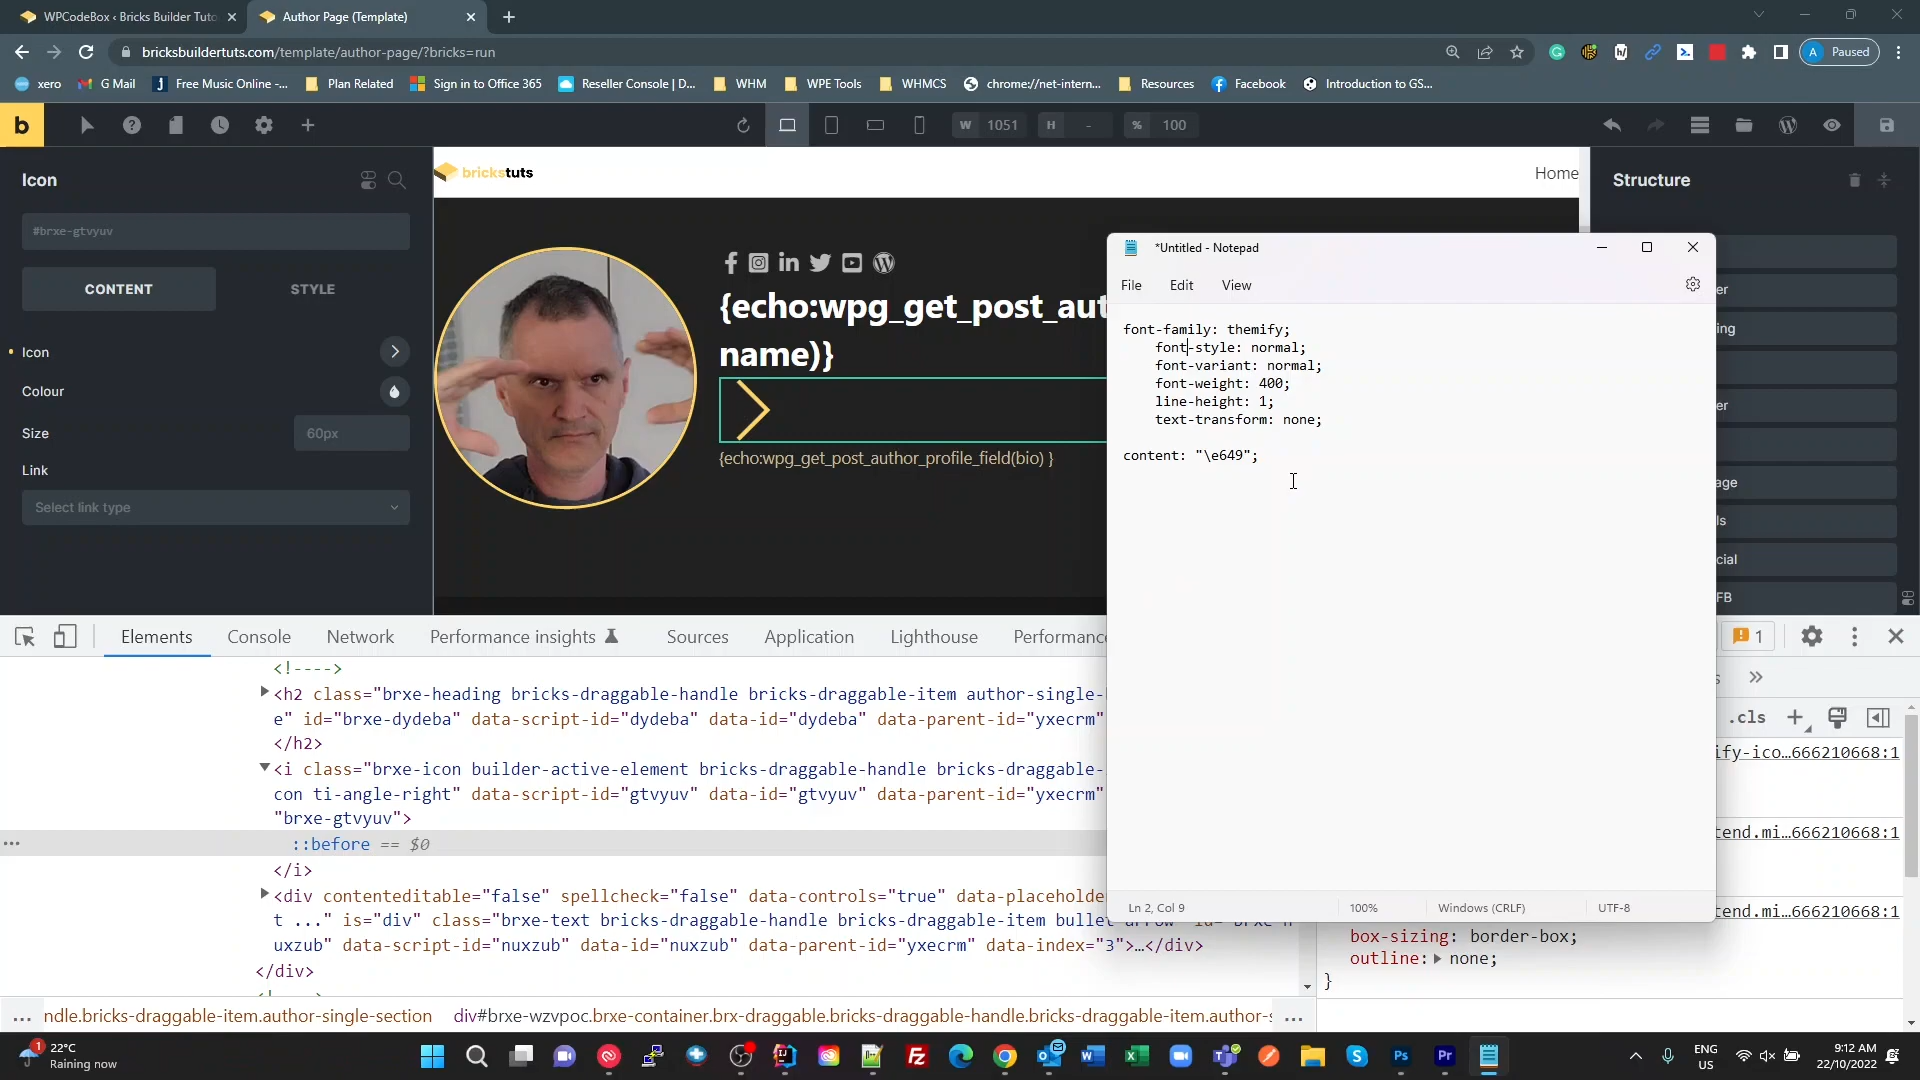 WPCodeBox ‹ Bricks Builder Tuto
Author Page (Template)
bricksbuildertuts.com/template/author-page/?bricks=run
A Paused
xero
G Mail
Free Music Online -...
Plan Related
Sign in to Office 365
Reseller Console | D...
WHM
WPE Tools
WHMCS
chrome://net-intern...
Resources
Facebook
Introduction to GS...
b
W 1051
H -
% 100
Icon
#brxe-gtvyuv
CONTENT
STYLE
Icon
Colour
Size
60px
Link
Select link type
brickstuts
Home
{echo:wpg_get_post_aut
name)}
{echo:wpg_get_post_author_profile_field(bio) }
Structure
er
ing
er
age
ls
cial
FB
*Untitled - Notepad
File
Edit
View
font-family: themify;
font-style: normal;
font-variant: normal;
font-weight: 400;
line-height: 1;
text-transform: none;
content: "\e649";
Ln 2, Col 9
100%
Windows (CRLF)
UTF-8
Elements
Console
Network
Performance insights
Sources
Application
Lighthouse
Performance
1
<!---->
<h2 class="brxe-heading bricks-draggable-handle bricks-draggable-item author-single-
e" id="brxe-dydeba" data-script-id="dydeba" data-id="dydeba" data-parent-id="yxecrm"
</h2>
<i class="brxe-icon builder-active-element bricks-draggable-handle bricks-draggable-
con ti-angle-right" data-script-id="gtvyuv" data-id="gtvyuv" data-parent-id="yxecrm"
"brxe-gtvyuv">
::before == $0
</i>
<div contenteditable="false" spellcheck="false" data-controls="true" data-placeholde
t ..." is="div" class="brxe-text bricks-draggable-handle bricks-draggable-item bullet
uxzub" data-script-id="nuxzub" data-id="nuxzub" data-parent-id="yxecrm" data-index="3">…</div>
</div>
.cls
ify-ico…666210668:1
tend.mi…666210668:1
tend.mi…666210668:1
box-sizing: border-box;
outline: none;
}
... ndle.bricks-draggable-item.author-single-section
div#brxe-wzvpoc.brxe-container.brx-draggable.bricks-draggable-handle.bricks-draggable-item.author-s
...
1
22°C
Raining now
ENG
US
9:12 AM
22/10/2022